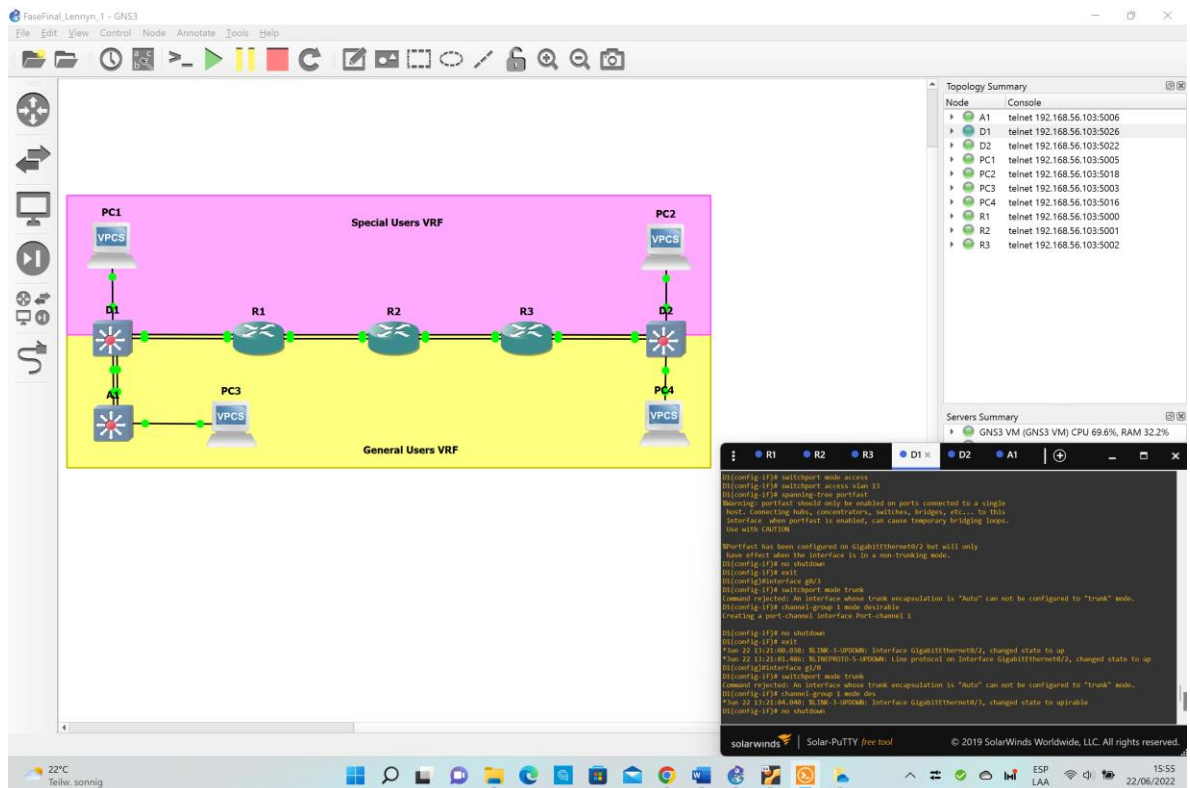 FaseFinal_Lennyn_1 - GNS3
File Edit View Control Node Annotate Tools Help
Topology Summary
Node Console
A1 telnet 192.168.56.103:5006
D1 telnet 192.168.56.103:5026
D2 telnet 192.168.56.103:5022
PC1 telnet 192.168.56.103:5005
PC2 telnet 192.168.56.103:5018
PC3 telnet 192.168.56.103:5003
PC4 telnet 192.168.56.103:5016
R1 telnet 192.168.56.103:5000
R2 telnet 192.168.56.103:5001
R3 telnet 192.168.56.103:5002
PC1
Special Users VRF
PC2
VPCS
VPCS
D1
R1
R2
R3
D2
A1
PC3
PC4
VPCS
VPCS
General Users VRF
Servers Summary
GNS3 VM (GNS3 VM) CPU 69.6%, RAM 32.2%
R1 R2 R3 D1 D2 A1
D1(config-if)# switchport mode access
D1(config-if)# switchport access vlan 13
D1(config-if)# spanning-tree portfast
%Warning: portfast should only be enabled on ports connected to a single
host. Connecting hubs, concentrators, switches, bridges, etc... to this
interface when portfast is enabled, can cause temporary bridging loops.
Use with CAUTION
%Portfast has been configured on GigabitEthernet0/2 but will only
have effect when the interface is in a non-trunking mode.
D1(config-if)# no shutdown
D1(config-if)# exit
D1(config)#interface g0/3
D1(config-if)# switchport mode trunk
Command rejected: An interface whose trunk encapsulation is "Auto" can not be configured to "trunk" mode.
D1(config-if)# channel-group 1 mode desirable
Creating a port-channel interface Port-channel 1
D1(config-if)# no shutdown
D1(config-if)# exit
*Jun 22 13:21:00.038: %LINK-3-UPDOWN: Interface GigabitEthernet0/2, changed state to up
*Jun 22 13:21:01.486: %LINEPROTO-5-UPDOWN: Line protocol on Interface GigabitEthernet0/2, changed state to up
D1(config)#interface g1/0
D1(config-if)# switchport mode trunk
Command rejected: An interface whose trunk encapsulation is "Auto" can not be configured to "trunk" mode.
D1(config-if)# channel-group 1 mode des
*Jun 22 13:21:04.040: %LINK-3-UPDOWN: Interface GigabitEthernet0/3, changed state to upirable
D1(config-if)# no shutdown
solarwinds Solar-PuTTY free tool © 2019 SolarWinds Worldwide, LLC. All rights reserved.
22°C
Teilw. sonnig
ESP
LAA
15:55
22/06/2022